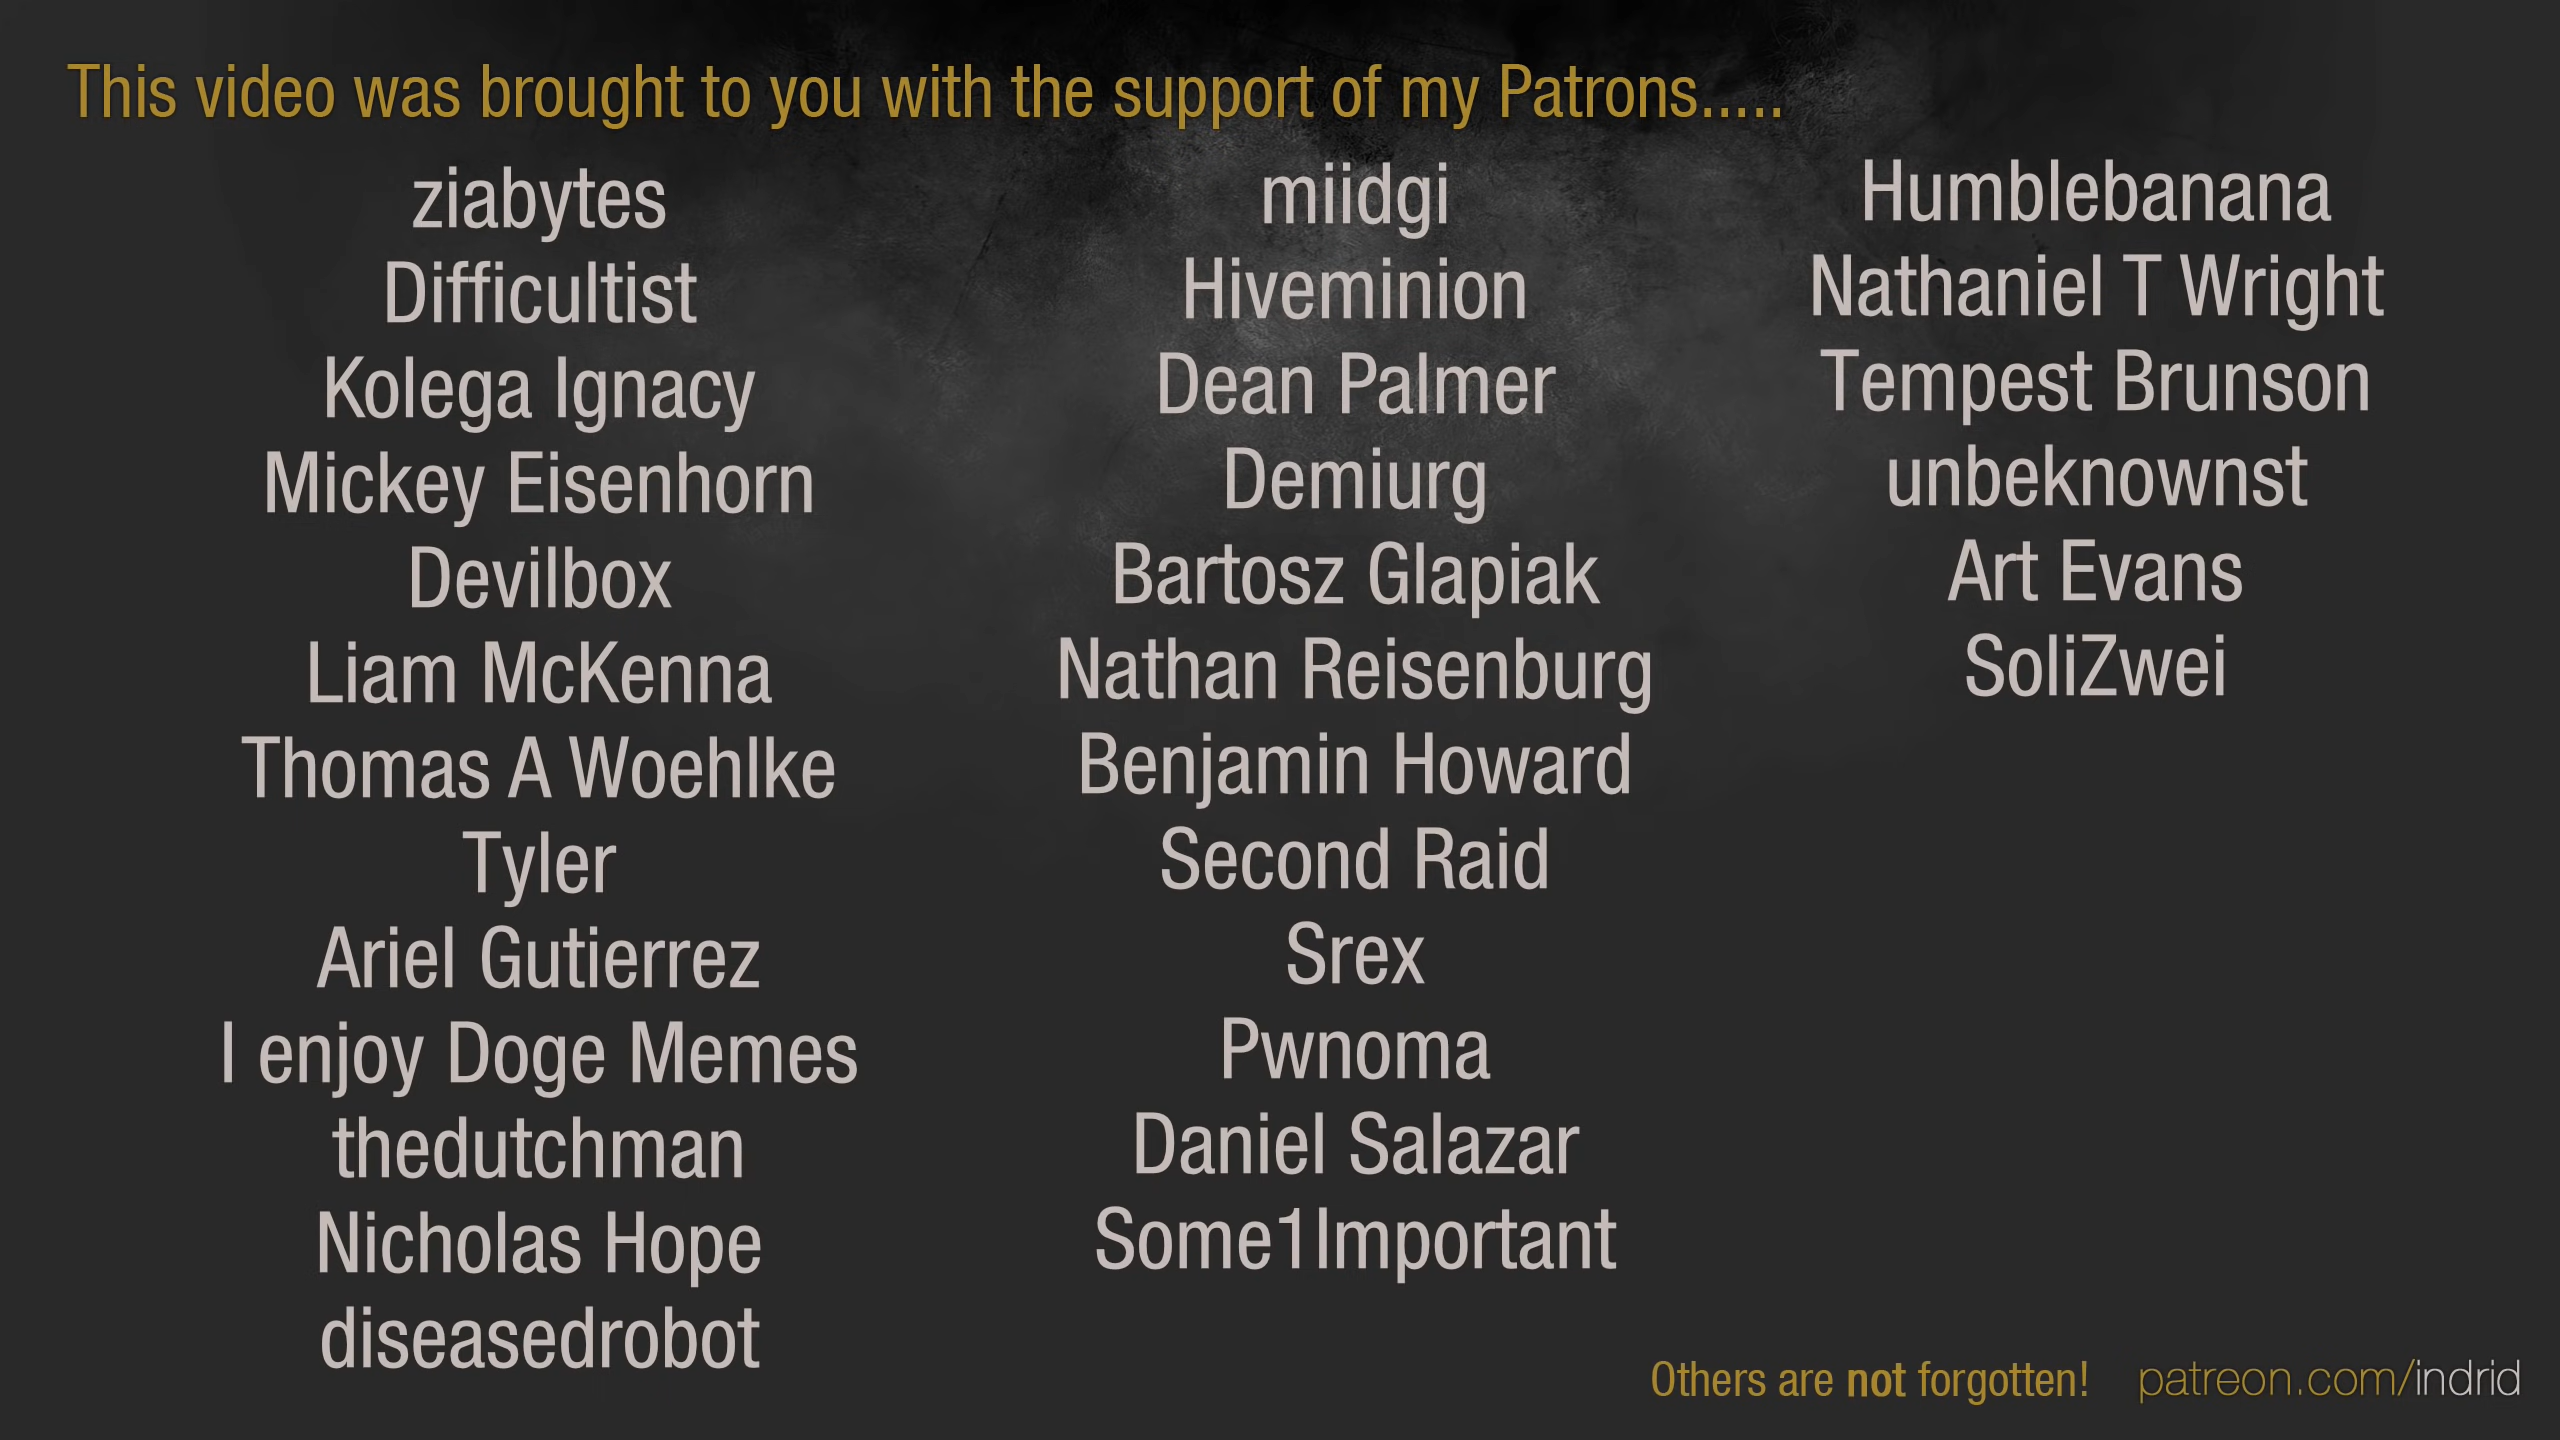 This video was brought to you with the support of my Patrons.....
ziabytes
Difficultist
Kolega Ignacy
Mickey Eisenhorn
Devilbox
Liam McKenna
Thomas A Woehlke
Tyler
Ariel Gutierrez
I enjoy Doge Memes
thedutchman
Nicholas Hope
diseasedrobot
miidgi
Hiveminion
Dean Palmer
Demiurg
Bartosz Glapiak
Nathan Reisenburg
Benjamin Howard
Second Raid
Srex
Pwnoma
Daniel Salazar
Some1Important
Humblebanana
Nathaniel T Wright
Tempest Brunson
unbeknownst
Art Evans
SoliZwei
Others are not forgotten! patreon.com/indrid